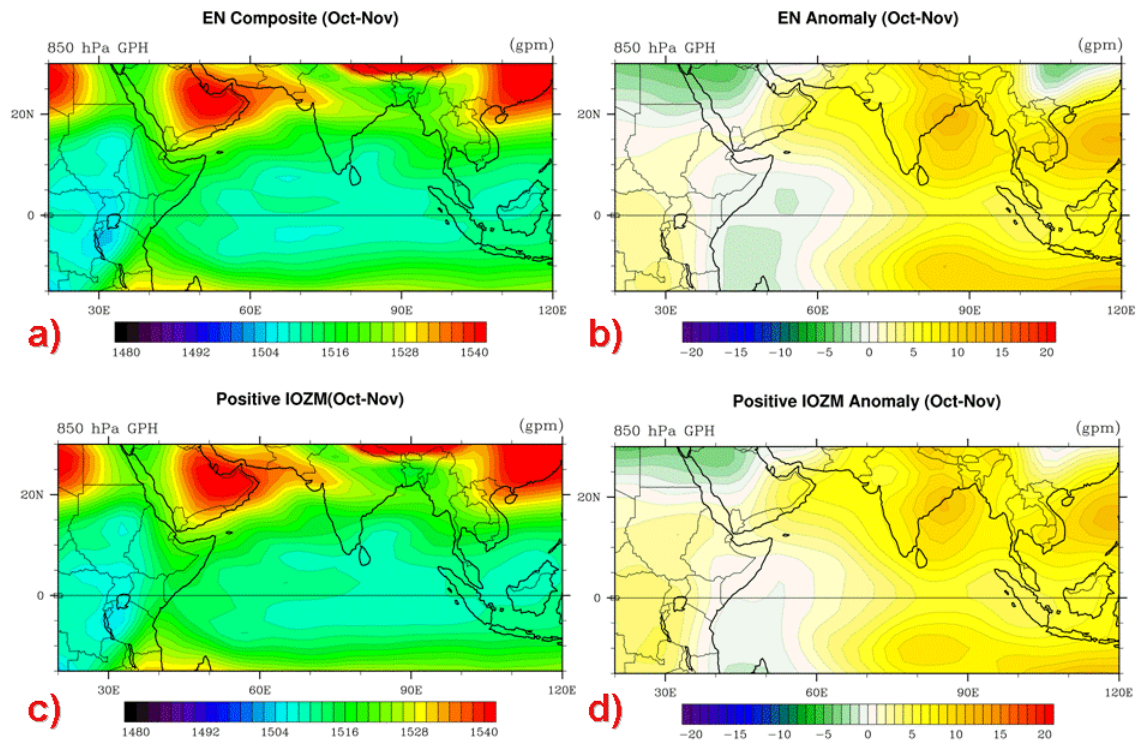 EN Composite (Oct-Nov)
850 hPa GPH (gpm)
20N
0
30E 60E 90E 120E
a)
1480 1492 1504 1516 1528 1540
EN Anomaly (Oct-Nov)
850 hPa GPH (gpm)
20N
0
30E 60E 90E 120E
b)
-20 -15 -10 -5 0 5 10 15 20
Positive IOZM(Oct-Nov)
850 hPa GPH (gpm)
20N
0
30E 60E 90E 120E
c)
1480 1492 1504 1516 1528 1540
Positive IOZM Anomaly (Oct-Nov)
850 hPa GPH (gpm)
20N
0
30E 60E 90E 120E
d)
-20 -15 -10 -5 0 5 10 15 20